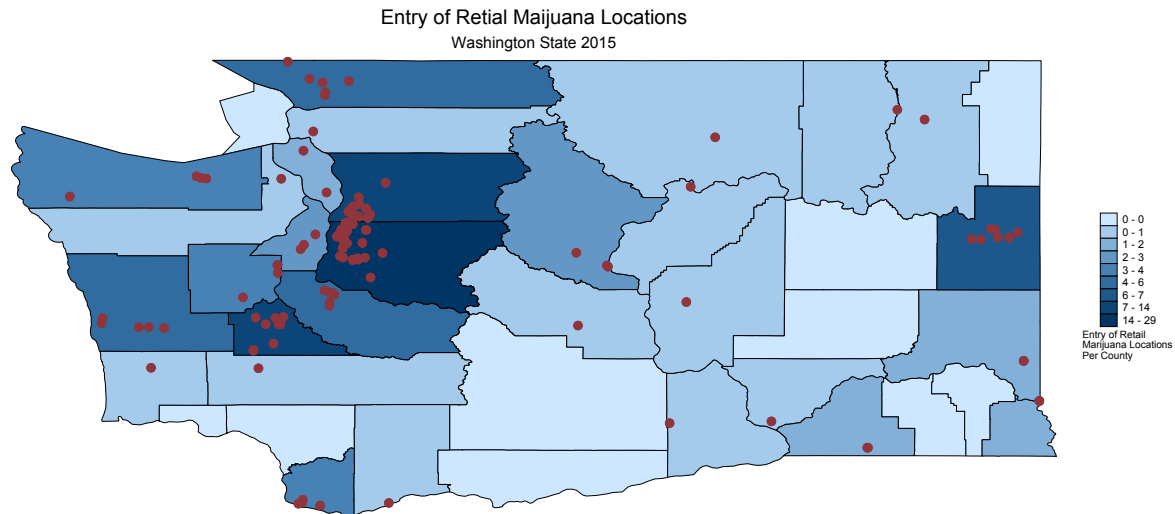 Entry of Retial Maijuana Locations
Washington State 2015
0 - 0
0 - 1
1 - 2
2 - 3
3 - 4
4 - 6
6 - 7
7 - 14
14 - 29
Entry of Retail
Marijuana Locations
Per County